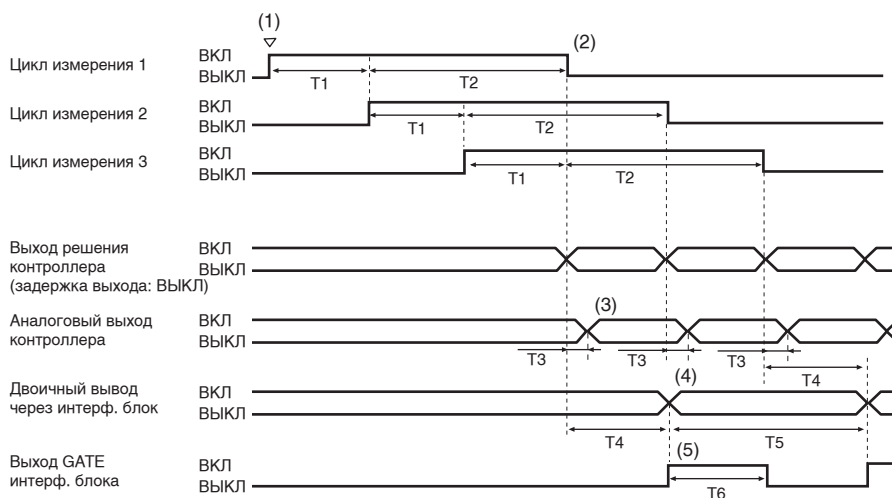 (1)
(2)
Цикл измерения 1
ВКЛ
ВЫКЛ
T1
T2
Цикл измерения 2
ВКЛ
ВЫКЛ
T1
T2
Цикл измерения 3
ВКЛ
ВЫКЛ
T1
T2
Выход решения
контроллера
(задержка выхода: ВЫКЛ)
ВКЛ
ВЫКЛ
Аналоговый выход
контроллера
ВКЛ
ВЫКЛ
(3)
T3
T3
T3
T4
Двоичный вывод
через интерф. блок
ВКЛ
ВЫКЛ
(4)
T4
T5
Выход GATE
интерф. блока
ВКЛ
ВЫКЛ
(5)
T6